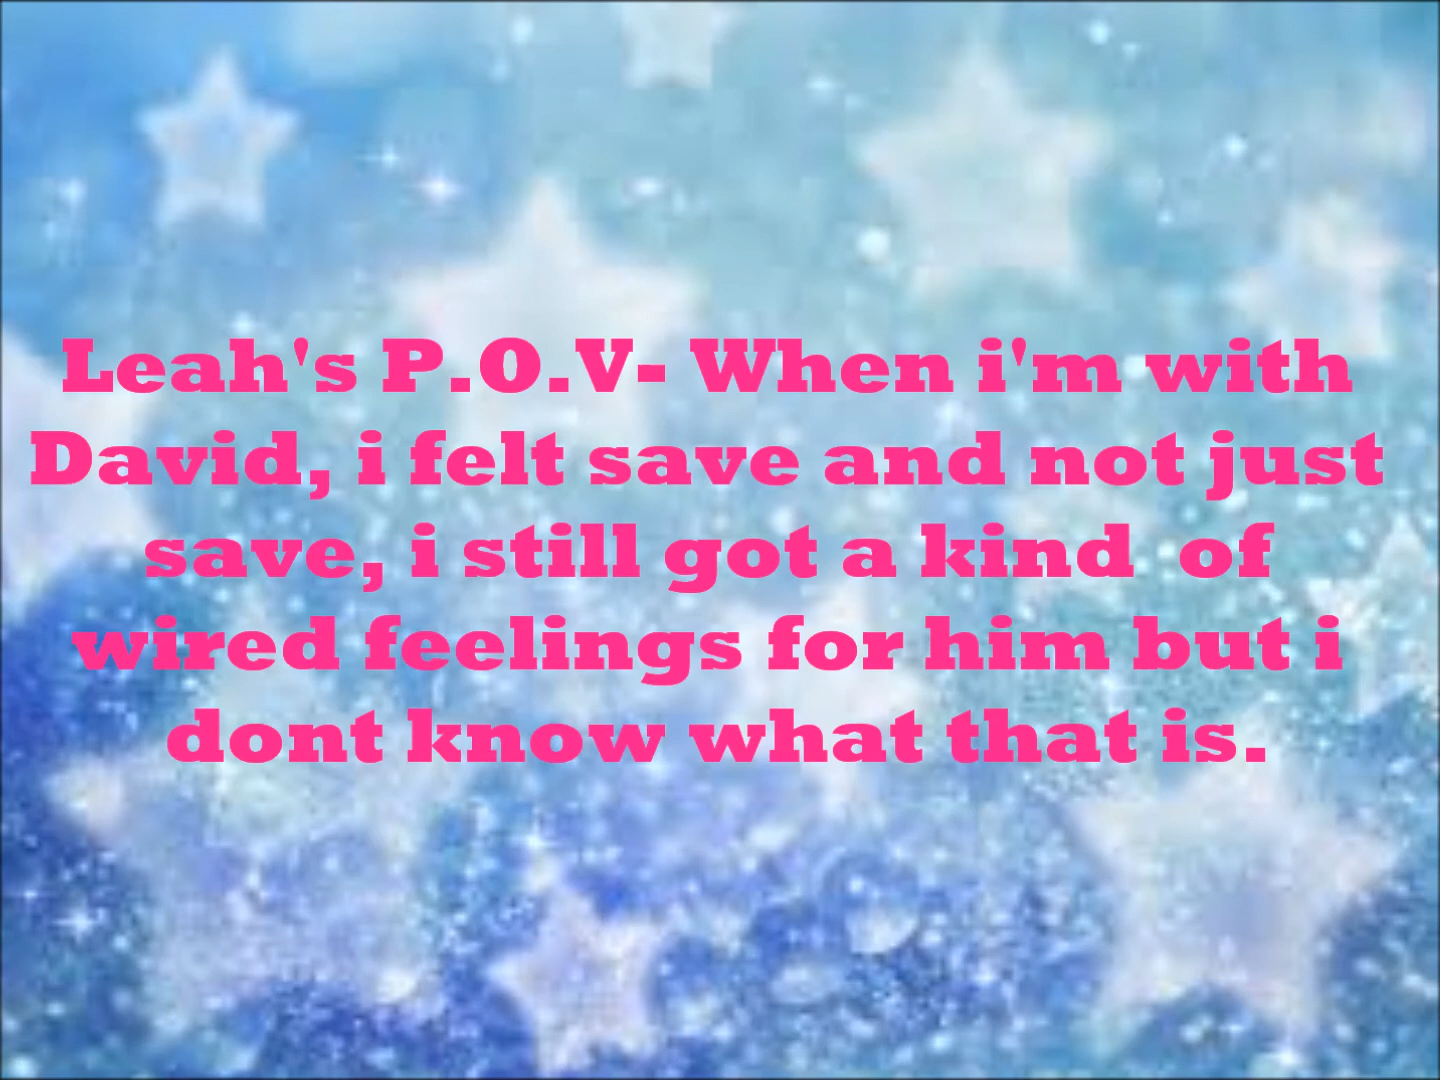 Leah's P.O.V- When i'm with
David, i felt save and not just
save, i still got a kind  of
wired feelings for him but i
dont know what that is.